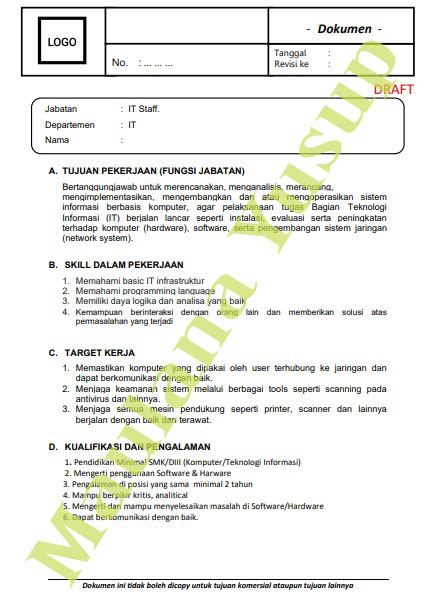 LOGO
- Dokumen -
No. : ... ... ...
Tanggal :
Revisi ke :
DRAFT
Jabatan : IT Staff.
Departemen : IT
Nama :
A. TUJUAN PEKERJAAN (FUNGSI JABATAN)
Bertanggungjawab untuk merencanakan, menganalisis, merancang,
mengimplementasikan, mengembangkan dan atau mengoperasikan sistem
informasi berbasis komputer, agar pelaksanaan tugas Bagian Teknologi
Informasi (IT) berjalan lancar seperti instalasi, evaluasi serta peningkatan
terhadap komputer (hardware), software, serta pengembangan sistem jaringan
(network system).
B. SKILL DALAM PEKERJAAN
1. Memahami basic IT infrastruktur
2. Memahami programming language
3. Memiliki daya logika dan analisa yang baik
4. Kemampuan berinteraksi dengan orang lain dan memberikan solusi atas
permasalahan yang terjadi
C. TARGET KERJA
1. Memastikan komputer yang dipakai oleh user terhubung ke jaringan dan
dapat berkomunikasi dengan baik.
2. Menjaga keamanan sistem melalui berbagai tools seperti scanning pada
antivirus dan lainnya.
3. Menjaga semua mesin pendukung seperti printer, scanner dan lainnya
berjalan dengan baik dan terawat.
D. KUALIFIKASI DAN PENGALAMAN
1. Pendidikan Minimal SMK/DIII (Komputer/Teknologi Informasi)
2. Mengerti penggunaan Software & Harware
3. Pengalaman di posisi yang sama minimal 2 tahun
4. Mampu berpikir kritis, analitical
5. Mengerti dan mampu menyelesaikan masalah di Software/Hardware
6. Dapat berkomunikasi dengan baik.
Dokumen ini tidak boleh dicopy untuk tujuan komersial ataupun tujuan lainnya
Maulana Yusup